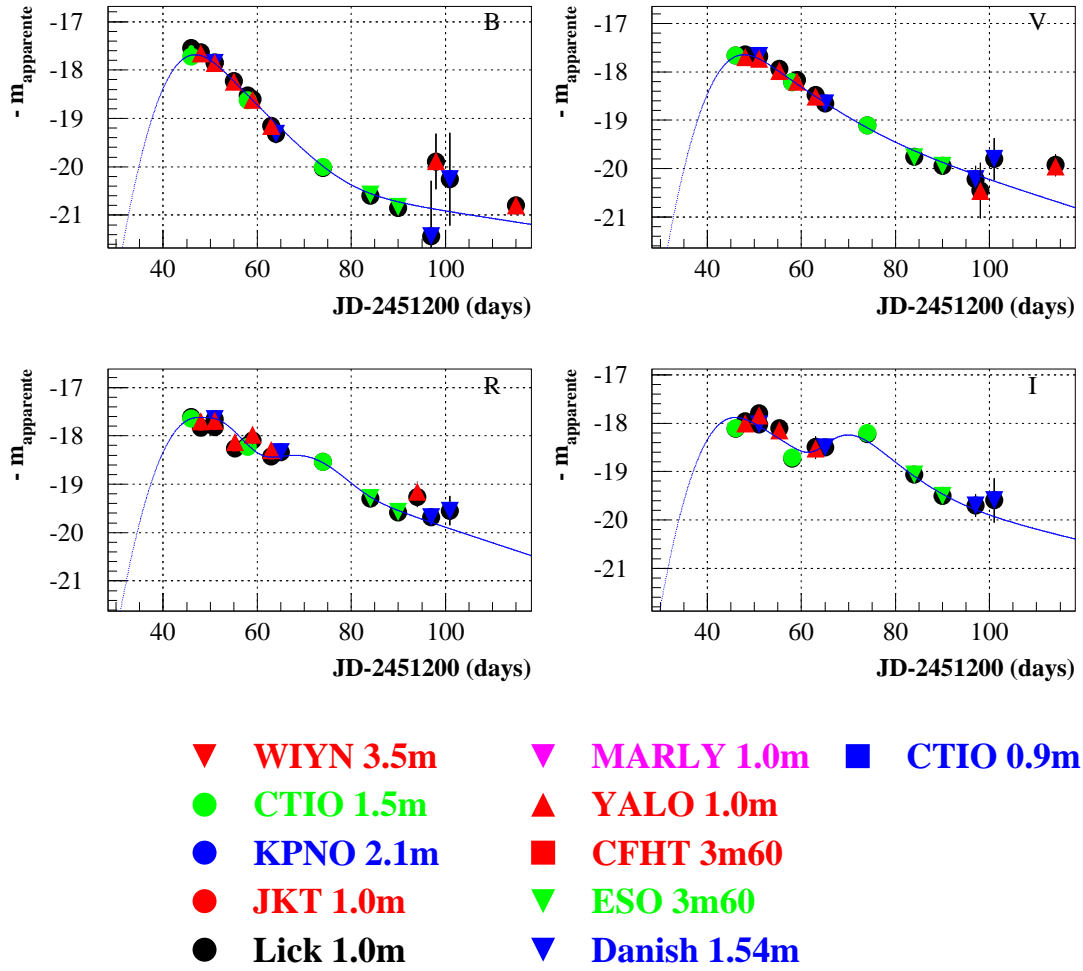 B
-17
-18
-19
-20
-21
- mapparente
40
60
80
100
JD-2451200 (days)
V
-17
-18
-19
-20
-21
- mapparente
40
60
80
100
JD-2451200 (days)
R
-17
-18
-19
-20
-21
- mapparente
40
60
80
100
JD-2451200 (days)
I
-17
-18
-19
-20
-21
- mapparente
40
60
80
100
JD-2451200 (days)
WIYN 3.5m
MARLY 1.0m
CTIO 0.9m
CTIO 1.5m
YALO 1.0m
KPNO 2.1m
CFHT 3m60
JKT 1.0m
ESO 3m60
Lick 1.0m
Danish 1.54m